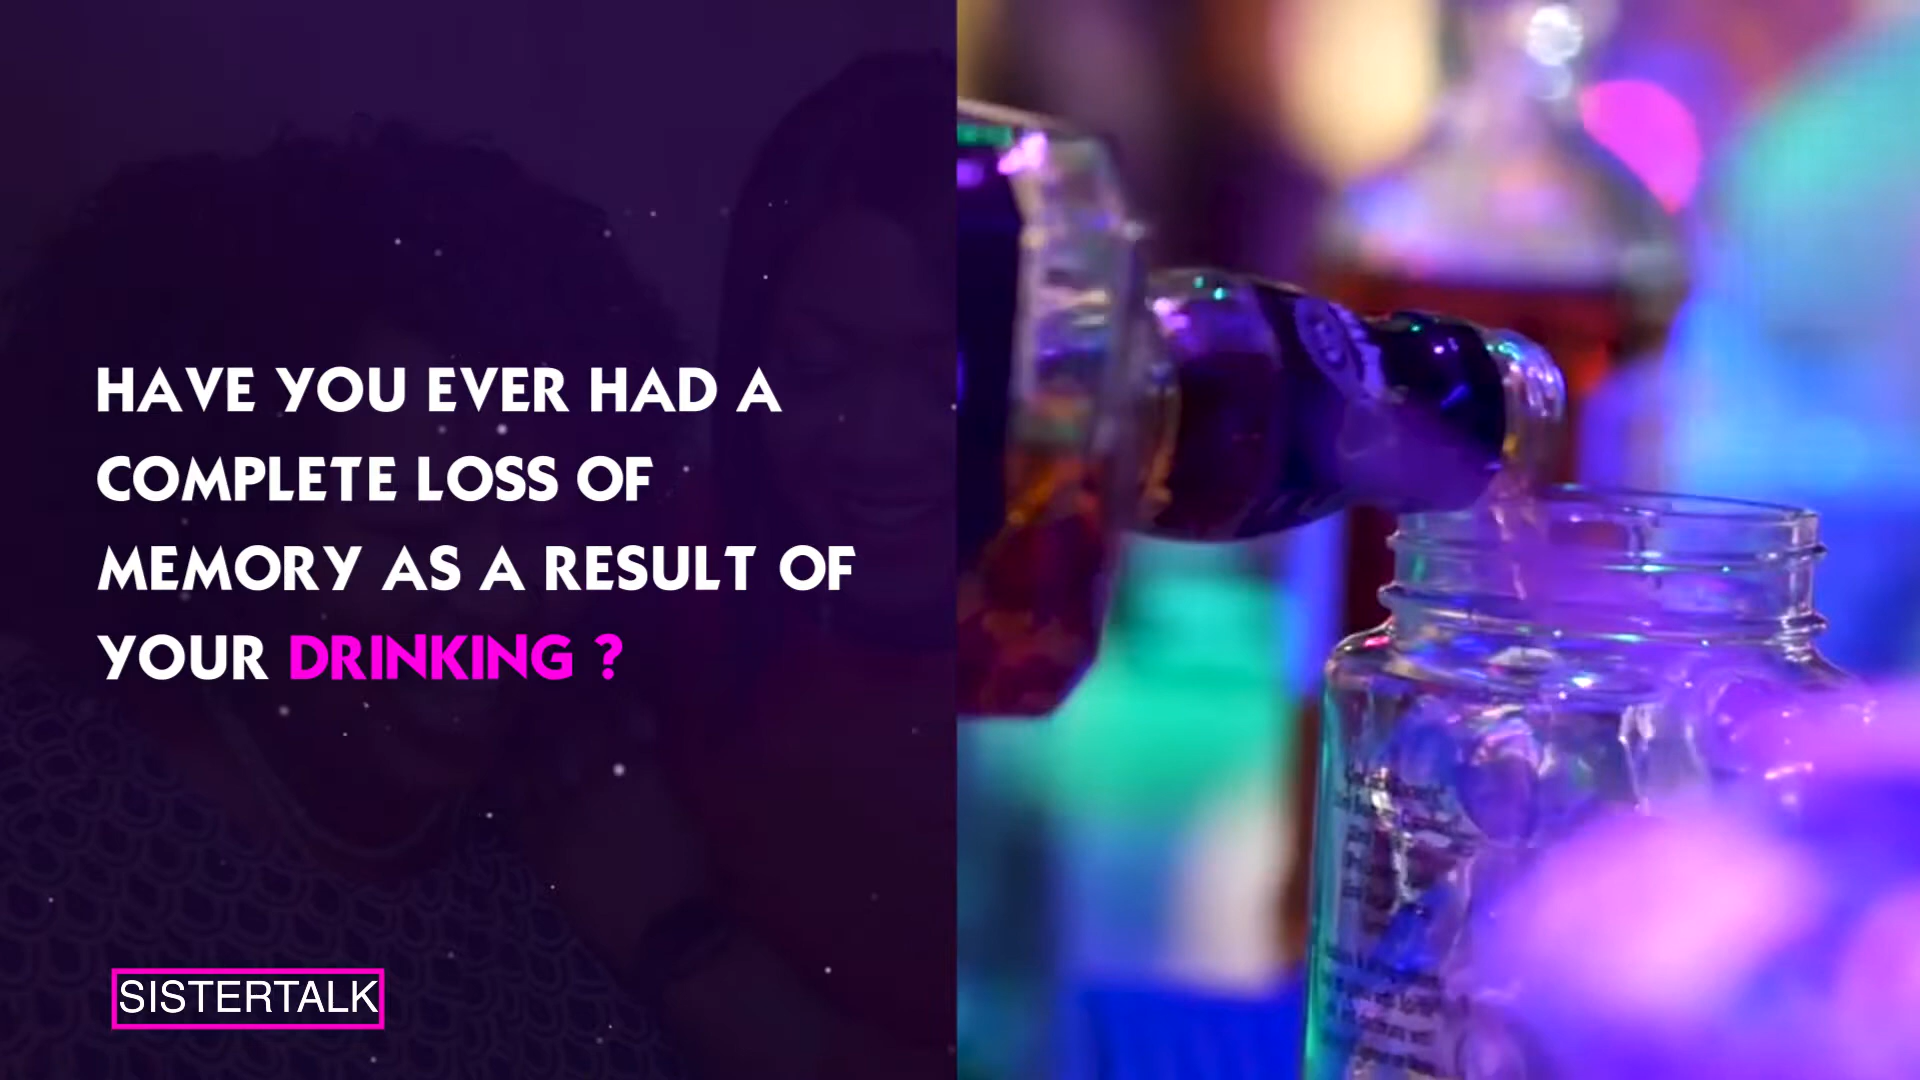 HAVE YOU EVER HAD A
COMPLETE LOSS OF
MEMORY AS A RESULT OF
YOUR DRINKING ?
SISTERTALK